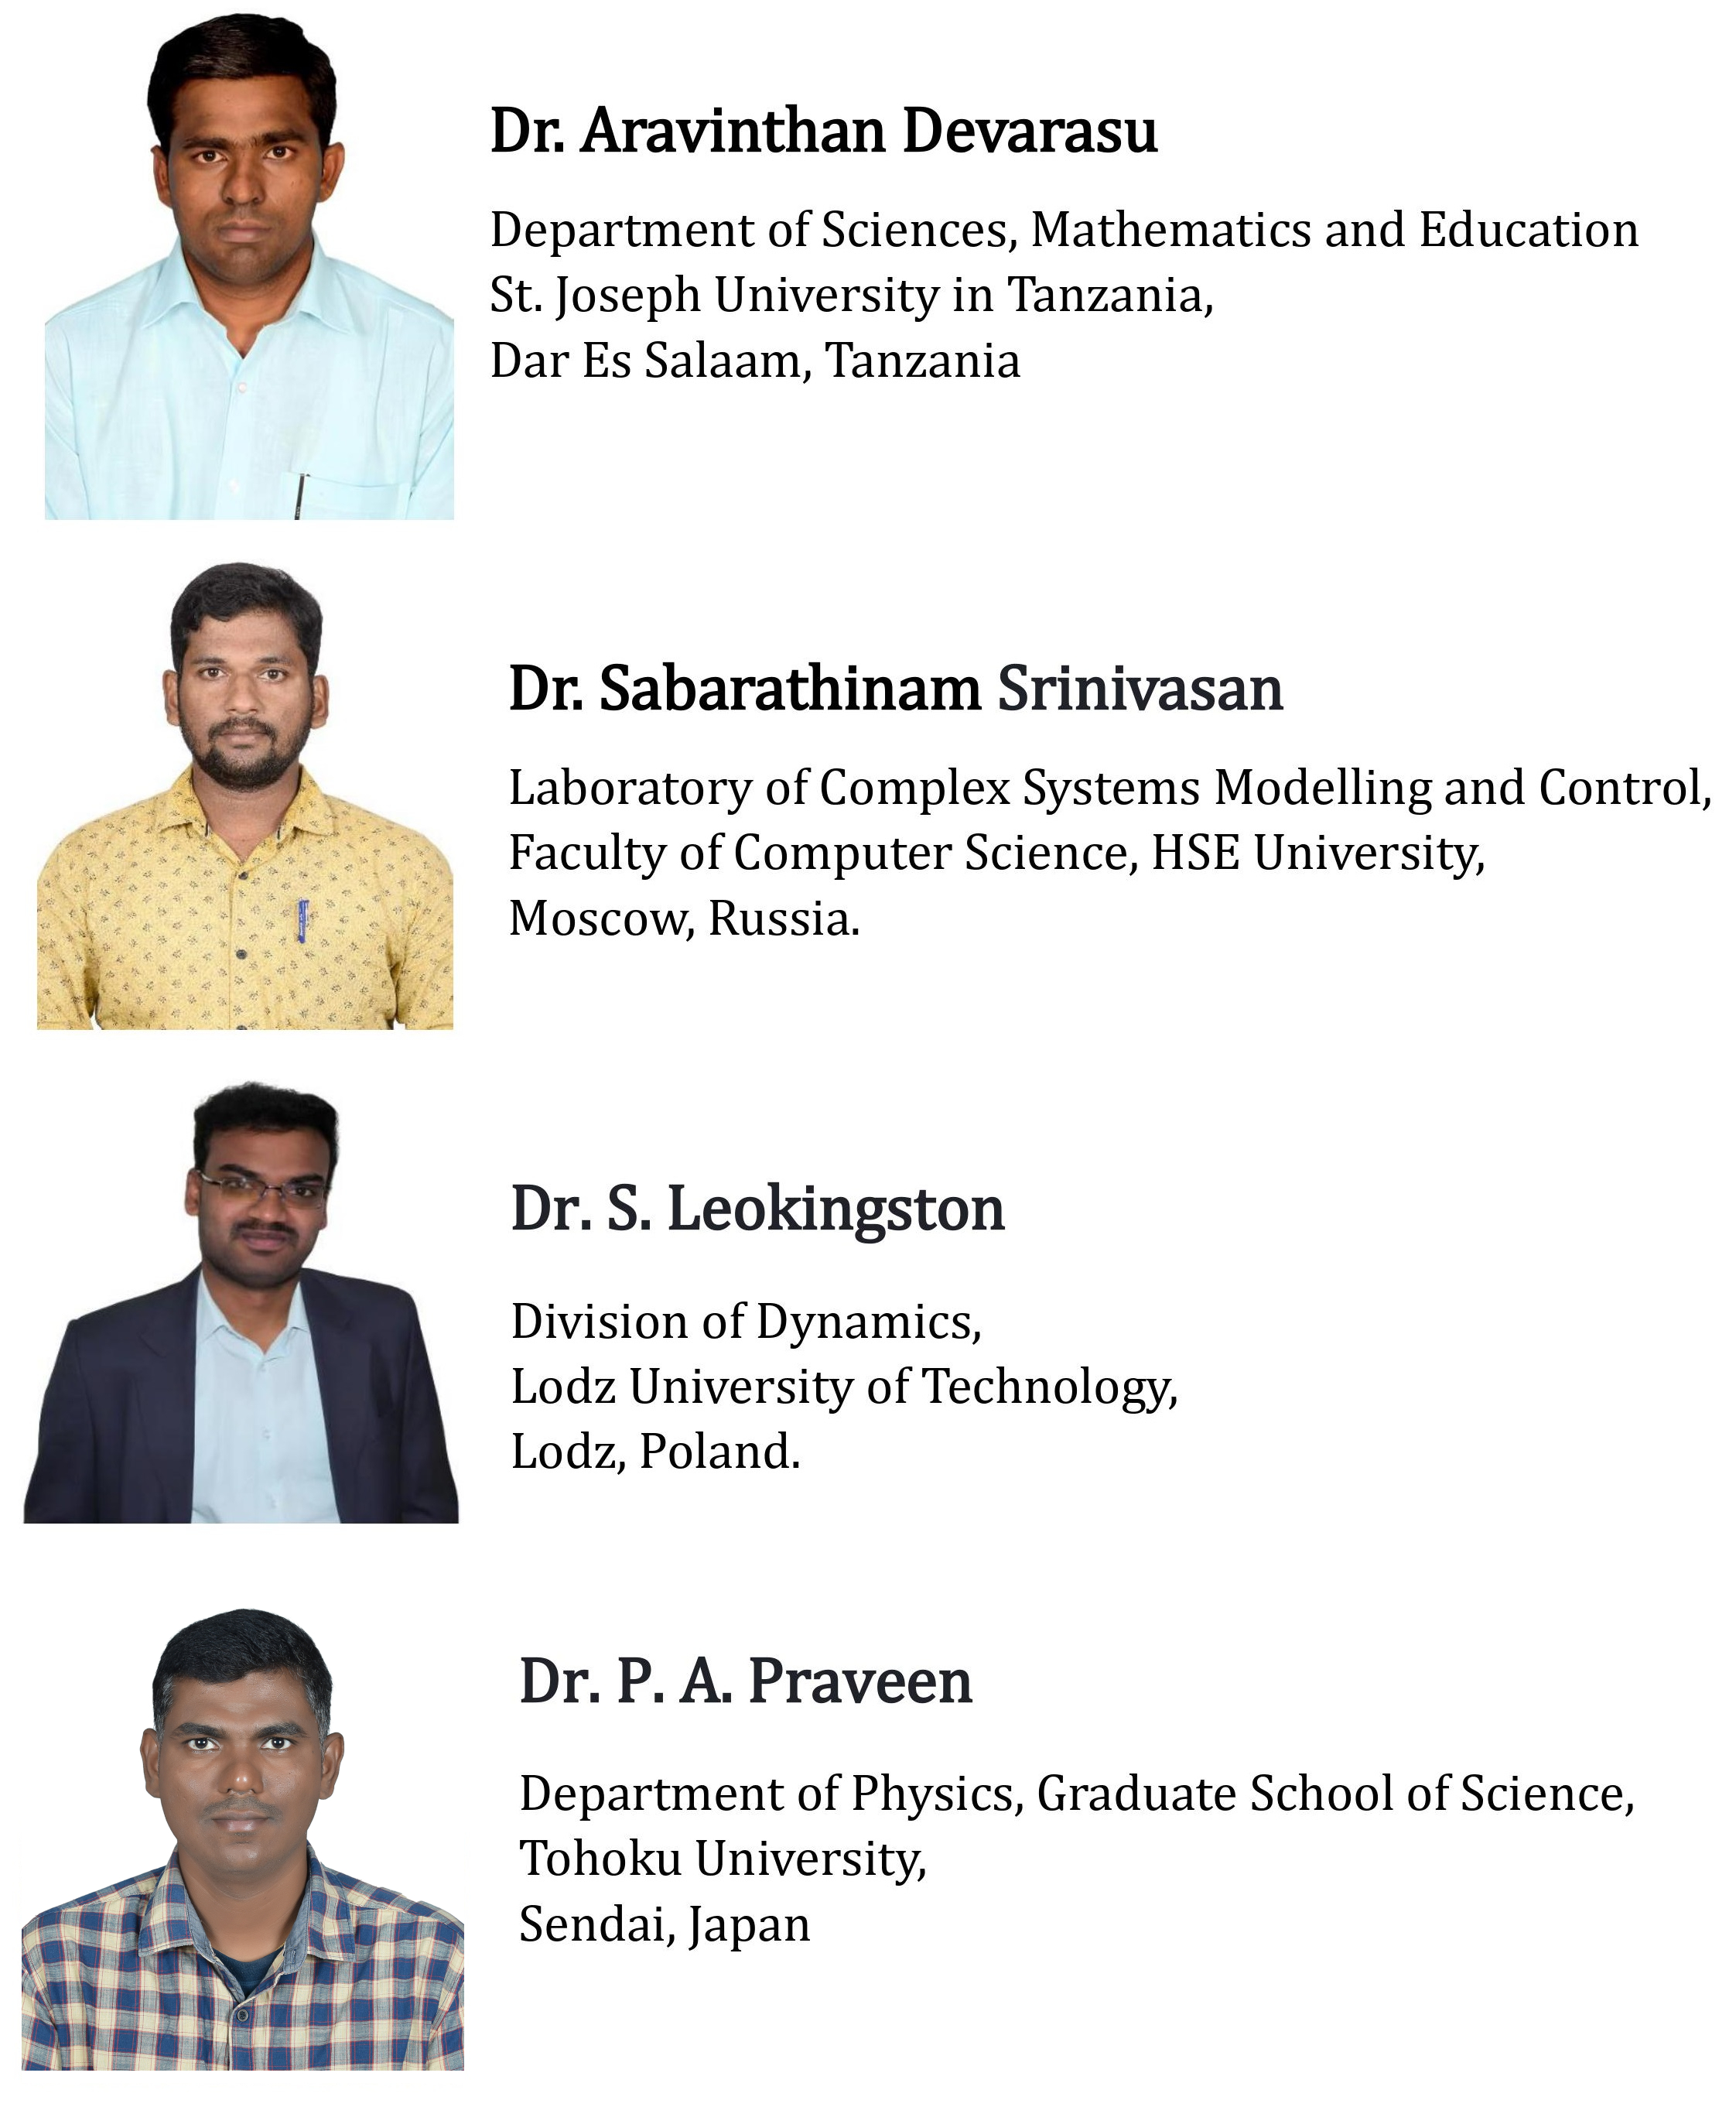 Dr. Aravinthan Devarasu
Department of Sciences, Mathematics and Education
St. Joseph University in Tanzania,
Dar Es Salaam, Tanzania
Dr. Sabarathinam Srinivasan
Laboratory of Complex Systems Modelling and Control,
Faculty of Computer Science, HSE University,
Moscow, Russia.
Dr. S. Leokingston
Division of Dynamics,
Lodz University of Technology,
Lodz, Poland.
Dr. P. A. Praveen
Department of Physics, Graduate School of Science,
Tohoku University,
Sendai, Japan